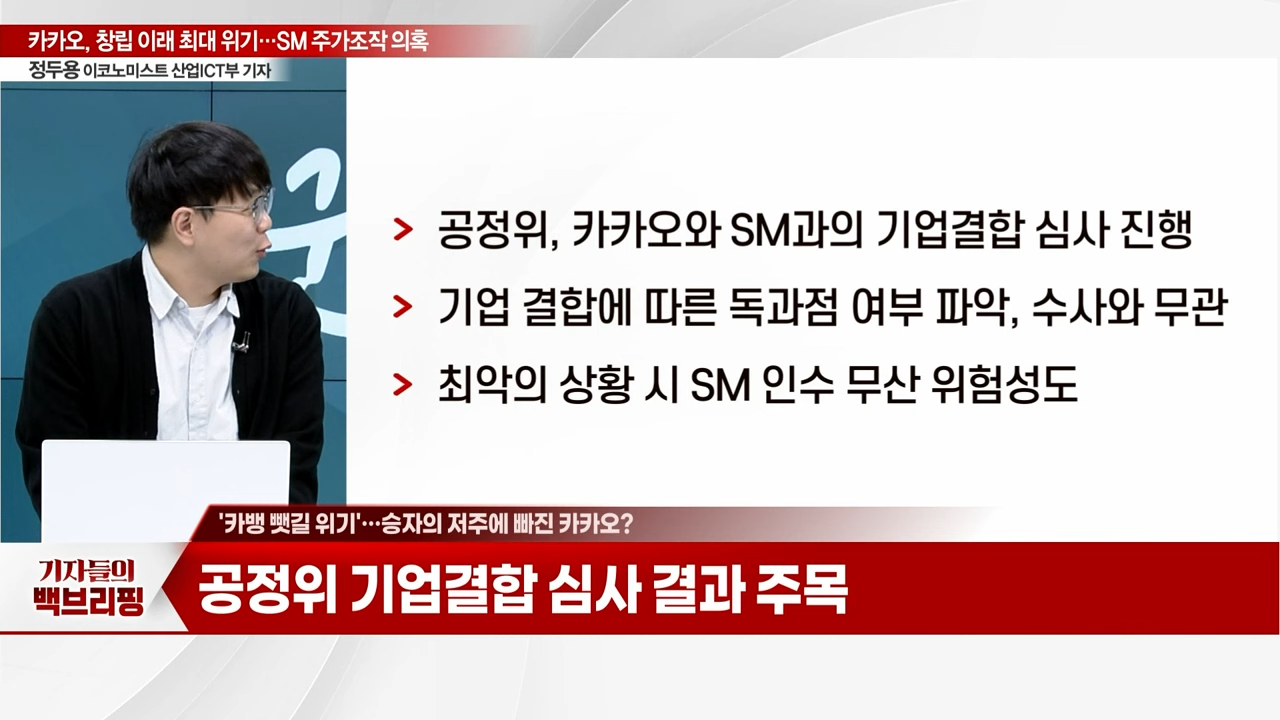 카카오, 창립 이래 최대 위기…SM 주가조작 의혹
정두용 이코노미스트 산업ICT부 기자
> 공정위, 카카오와 SM과의 기업결합 심사 진행
> 기업 결합에 따른 독과점 여부 파악, 수사와 무관
> 최악의 상황 시 SM 인수 무산 위험성도
'카뱅 뺏길 위기'…승자의 저주에 빠진 카카오?
기자들의
백브리핑
공정위 기업결합 심사 결과 주목